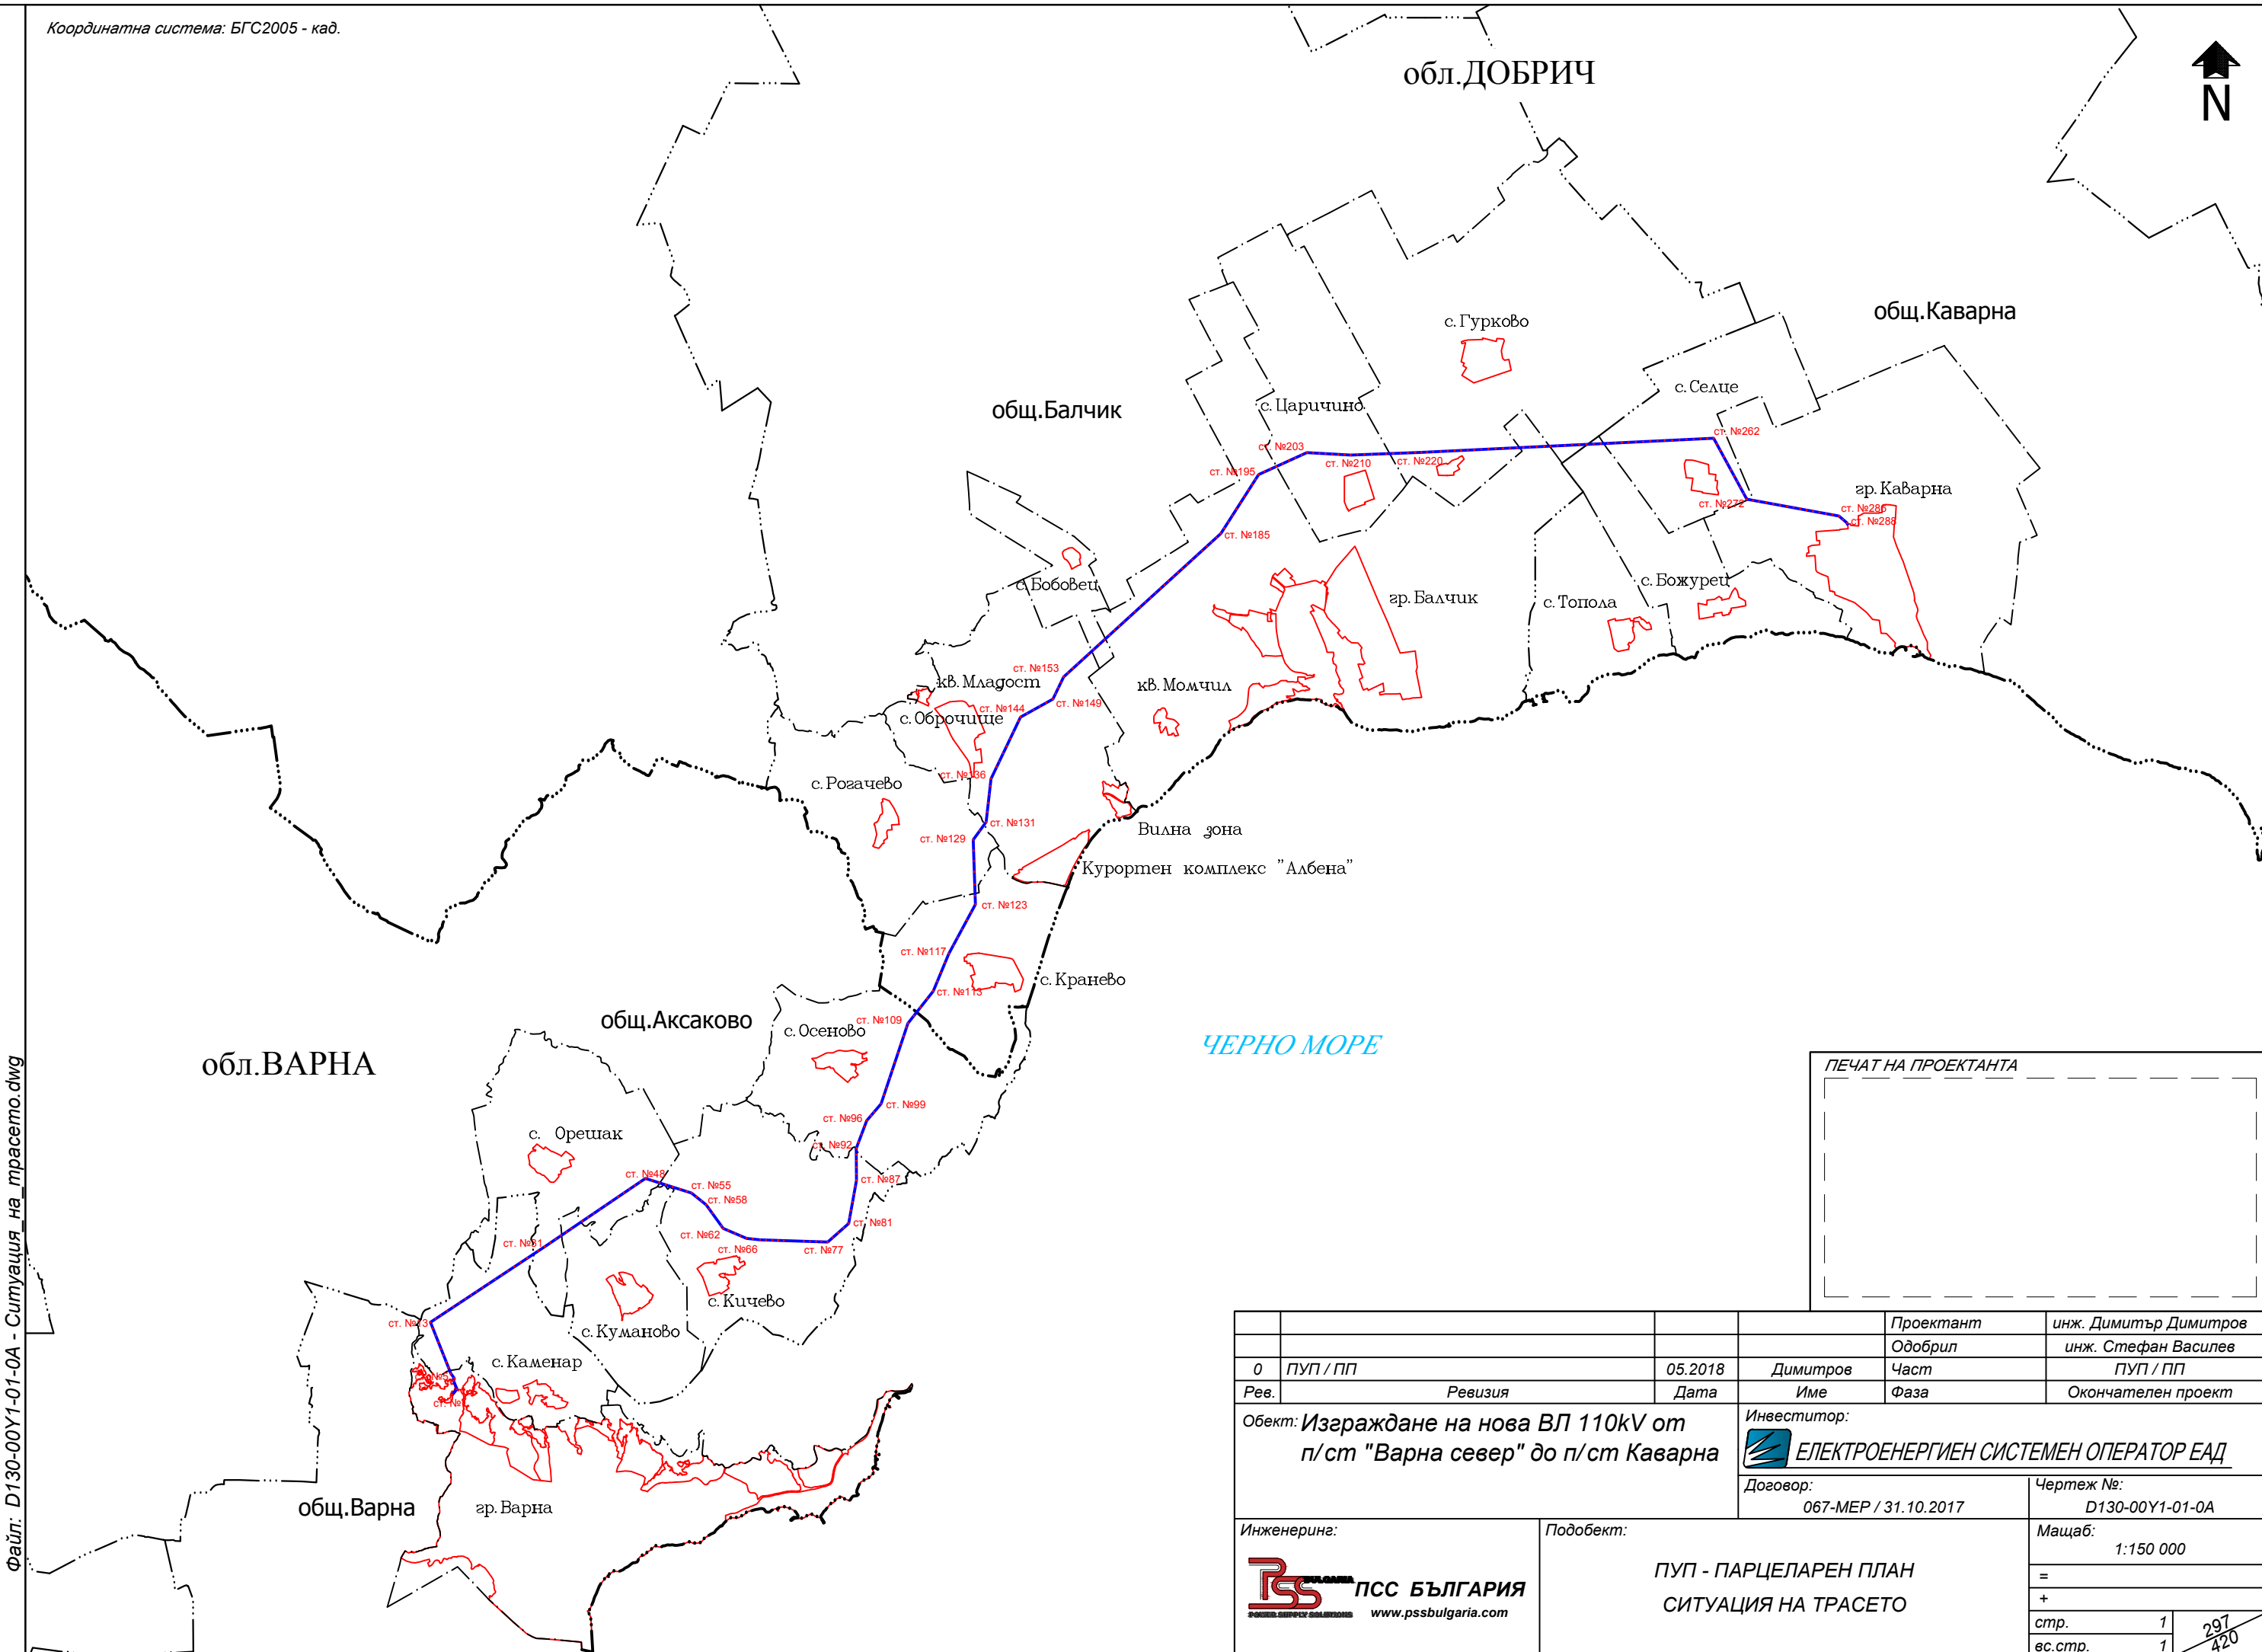 Координатна система: БГС2005 - кад.
обл.ДОБРИЧ
N
общ.Каварна
с.Гурково
с.Селце
общ.Балчик
с.Царичино
ст. №262
ст. №203
ст. №210
ст. №220
ст. №195
гр.Каварна
ст. №272
ст. №286
ст. №288
ст. №185
с.Бобовец
с.Божурец
гр.Балчик
с.Топола
ст. №153
кв.Младост
кв.Момчил
ст. №144
ст. №149
с.Оброчище
ст. №136
с.Рогачево
ст. №131
ст. №129
Вилна зона
Курортен комплекс "Албена"
ст. №123
ст. №117
с.Кранево
ст. №113
общ.Аксаково
ст. №109
с.Осеново
ЧЕРНО МОРЕ
обл.ВАРНА
ст. №99
ст. №96
с. Орешак
ст. №92
ст. №48
ст. №87
ст. №55
ст. №58
ст. №81
ст. №62
ст. №31
ст. №66
ст. №77
с.Кичево
ст. №13
с.Куманово
с.Каменар
общ.Варна
гр.Варна
Файл: D130-00Y1-01-0A - Ситуация_на_трасето.dwg
ПЕЧАТ НА ПРОЕКТАНТА
Проектант инж. Димитър Димитров
Одобрил инж. Стефан Василев
0 ПУП / ПП 05.2018 Димитров Част ПУП / ПП
Рев. Ревизия Дата Име Фаза Окончателен проект
Обект: Изграждане на нова ВЛ 110kV от
п/ст "Варна север" до п/ст Каварна
Инвеститор:
ЕЛЕКТРОЕНЕРГИЕН СИСТЕМЕН ОПЕРАТОР ЕАД
Договор:
067-МЕР / 31.10.2017
Чертеж №:
D130-00Y1-01-0A
Инженеринг:
PSS BULGARIA
POWER SUPPLY SOLUTIONS
ПСС БЪЛГАРИЯ
www.pssbulgaria.com
Подобект:
ПУП - ПАРЦЕЛАРЕН ПЛАН
СИТУАЦИЯ НА ТРАСЕТО
Мащаб:
1:150 000
=
+
стр. 1
вс.стр. 1
297
420